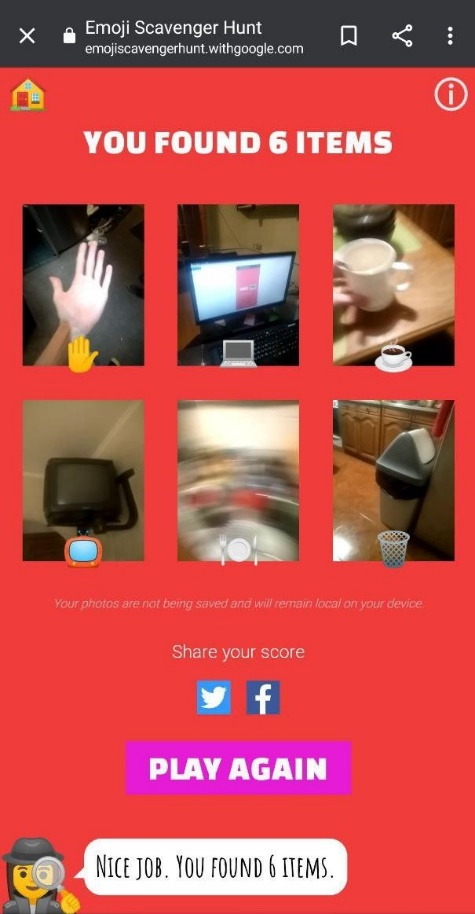 Emoji Scavenger Hunt
emojiscavengerhunt.withgoogle.com
YOU FOUND 6 ITEMS
Your photos are not being saved and will remain local on your device.
Share your score
PLAY AGAIN
NICE JOB. YOU FOUND 6 ITEMS.